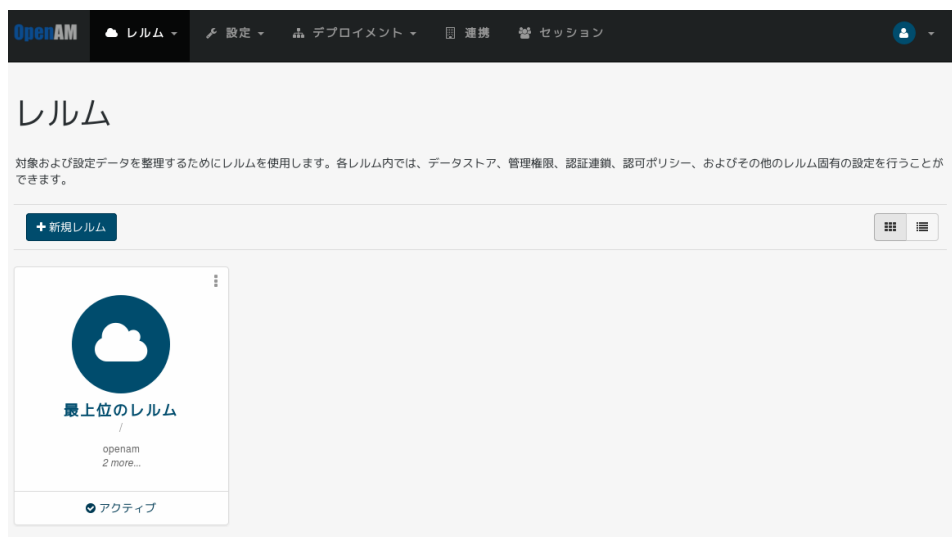 OpenAM レルム 設定 デプロイメント 連携 セッション
レルム
対象および設定データを整理するためにレルムを使用します。各レルム内では、データストア、管理権限、認証連鎖、認可ポリシー、およびその他のレルム固有の設定を行うことが
できます。
+ 新規レルム
最上位のレルム
/
openam
2 more...
アクティブ